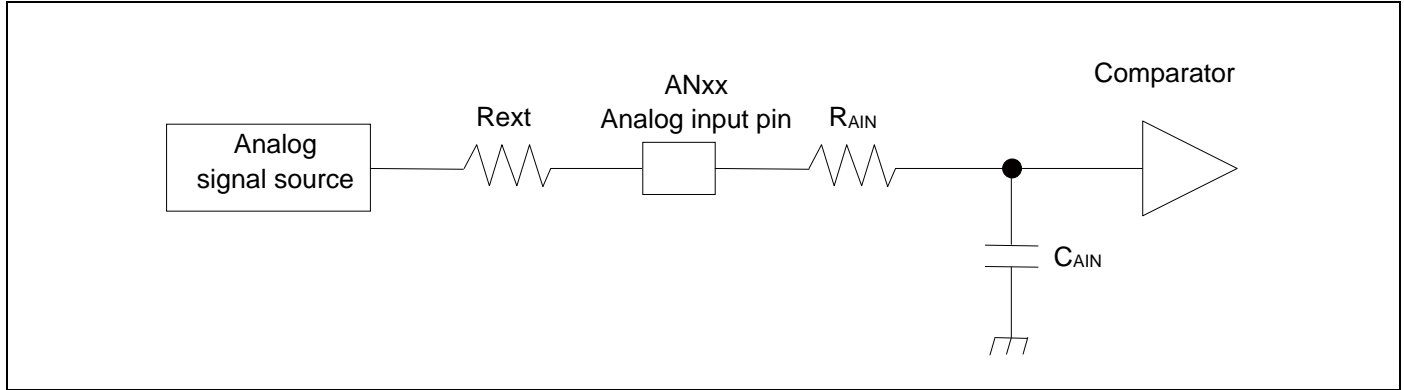 Comparator
ANxx
Analog input pin
Rext
RAIN
Analog
signal source
CAIN